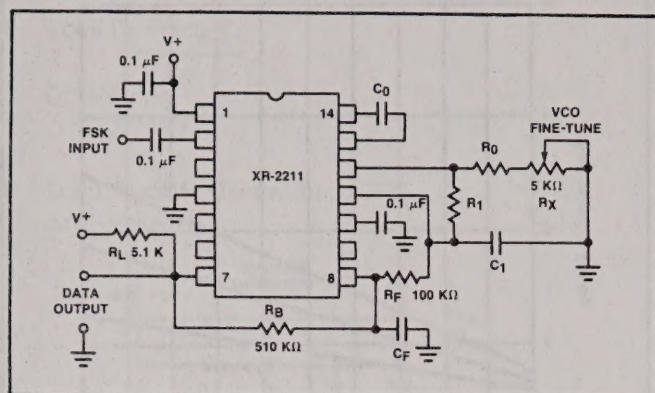 V+
0.1 μF
1
14
C0
FSK
INPUT
0.1 μF
XR-2211
VCO
FINE-TUNE
R0
5 KΩ
RX
R1
0.1 μF
C1
V+
RL 5.1 K
7
8
RF
100 KΩ
DATA
OUTPUT
RB
510 KΩ
CF